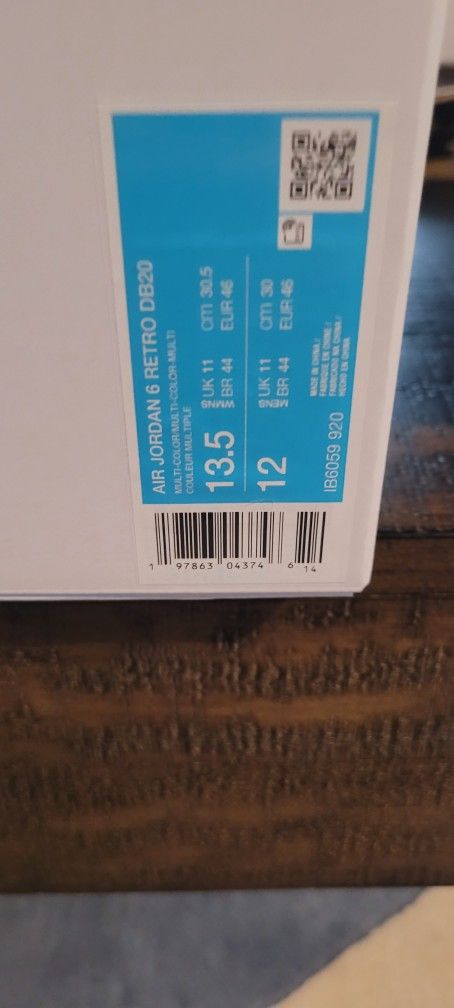 AIR JORDAN 6 RETRO DB20
MULTI-COLOR/MULTI-COLOR-MULTI
COULEUR MULTIPLE
13.5 WMNS UK 11 cm 30.5
BR 44 EUR 46
12 MENS UK 11 cm 30
BR 44 EUR 46
MADE IN CHINA /
FABRIQUÉ EN CHINE /
FABRICADO NA CHINA /
HECHO EN CHINA
IB6059 920
1 97863 04374 6 14